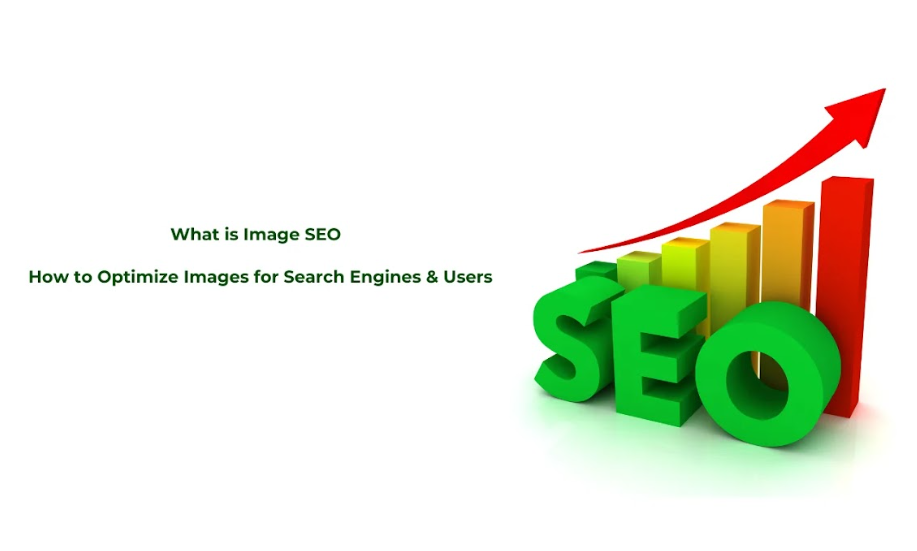 What is Image SEO
How to Optimize Images for Search Engines & Users
SEO